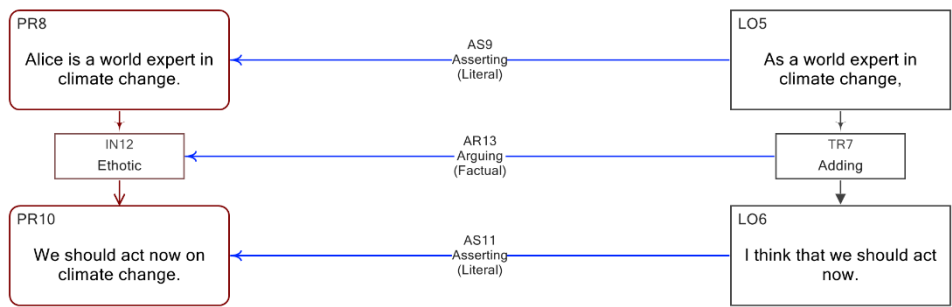 PR8
Alice is a world expert in
climate change.
AS9
Asserting
(Literal)
LO5
As a world expert in
climate change,
IN12
Ethotic
AR13
Arguing
(Factual)
TR7
Adding
PR10
We should act now on
climate change.
AS11
Asserting
(Literal)
LO6
I think that we should act
now.